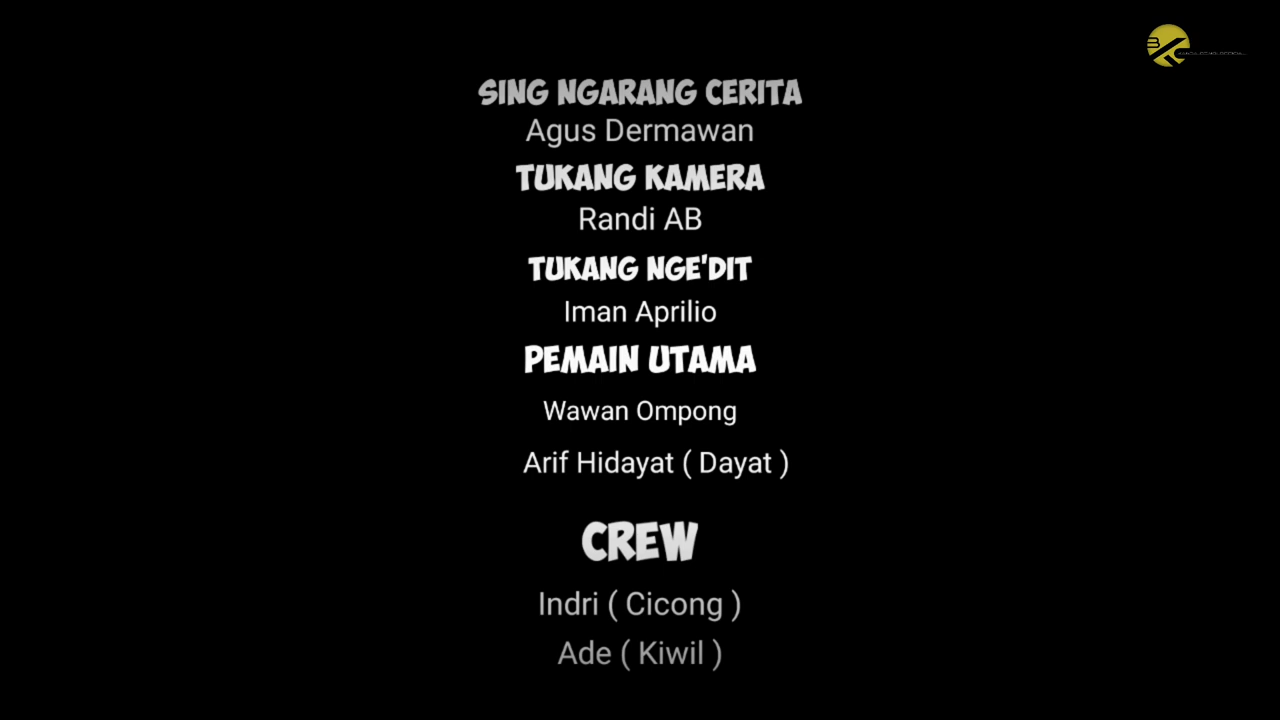 SING NGARANG CERITA
Agus Dermawan
TUKANG KAMERA
Randi AB
TUKANG NGE'DIT
Iman Aprilio
PEMAIN UTAMA
Wawan Ompong
Arif Hidayat ( Dayat )
CREW
Indri ( Cicong )
Ade ( Kiwil )